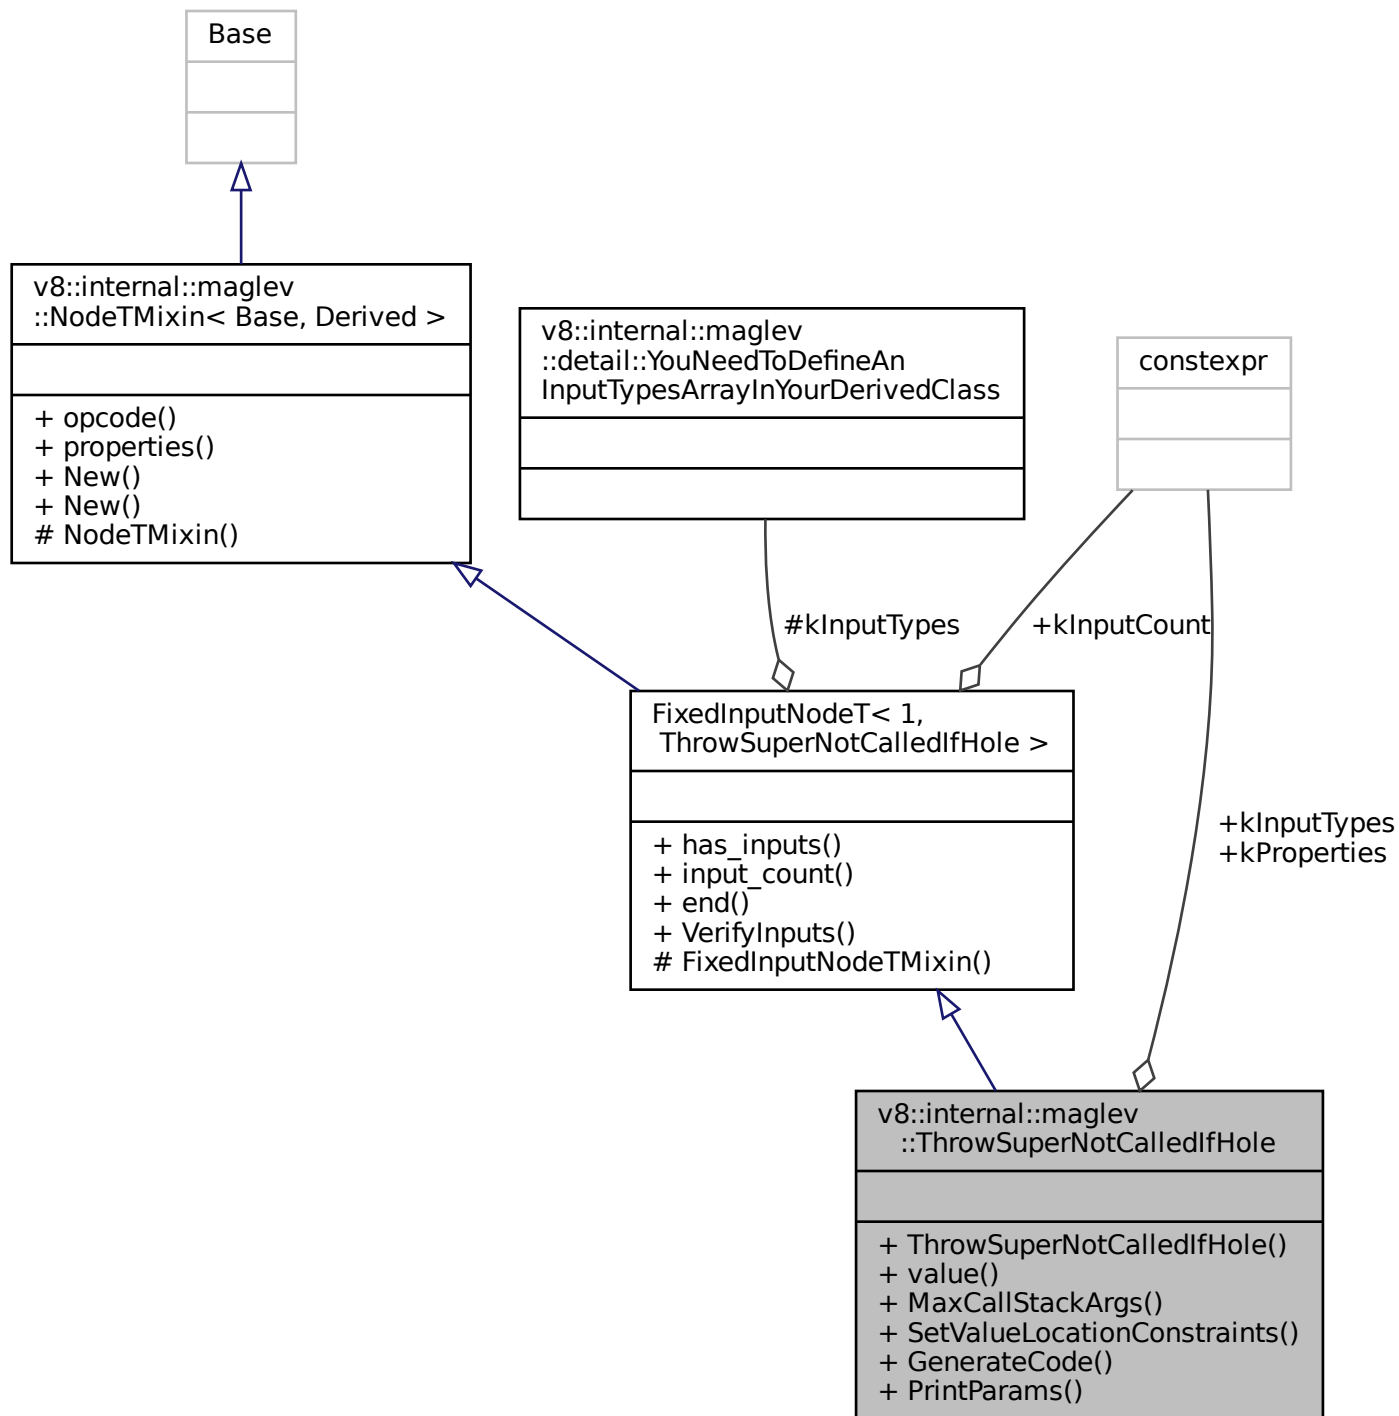 Base
v8::internal::maglev
::NodeTMixin< Base, Derived >
+ opcode()
+ properties()
+ New()
+ New()
# NodeTMixin()
v8::internal::maglev
::detail::YouNeedToDefineAn
InputTypesArrayInYourDerivedClass
constexpr
#kInputTypes
+kInputCount
FixedInputNodeT< 1,
ThrowSuperNotCalledIfHole >
+ has_inputs()
+ input_count()
+ end()
+ VerifyInputs()
# FixedInputNodeTMixin()
+kInputTypes
+kProperties
v8::internal::maglev
::ThrowSuperNotCalledIfHole
+ ThrowSuperNotCalledIfHole()
+ value()
+ MaxCallStackArgs()
+ SetValueLocationConstraints()
+ GenerateCode()
+ PrintParams()